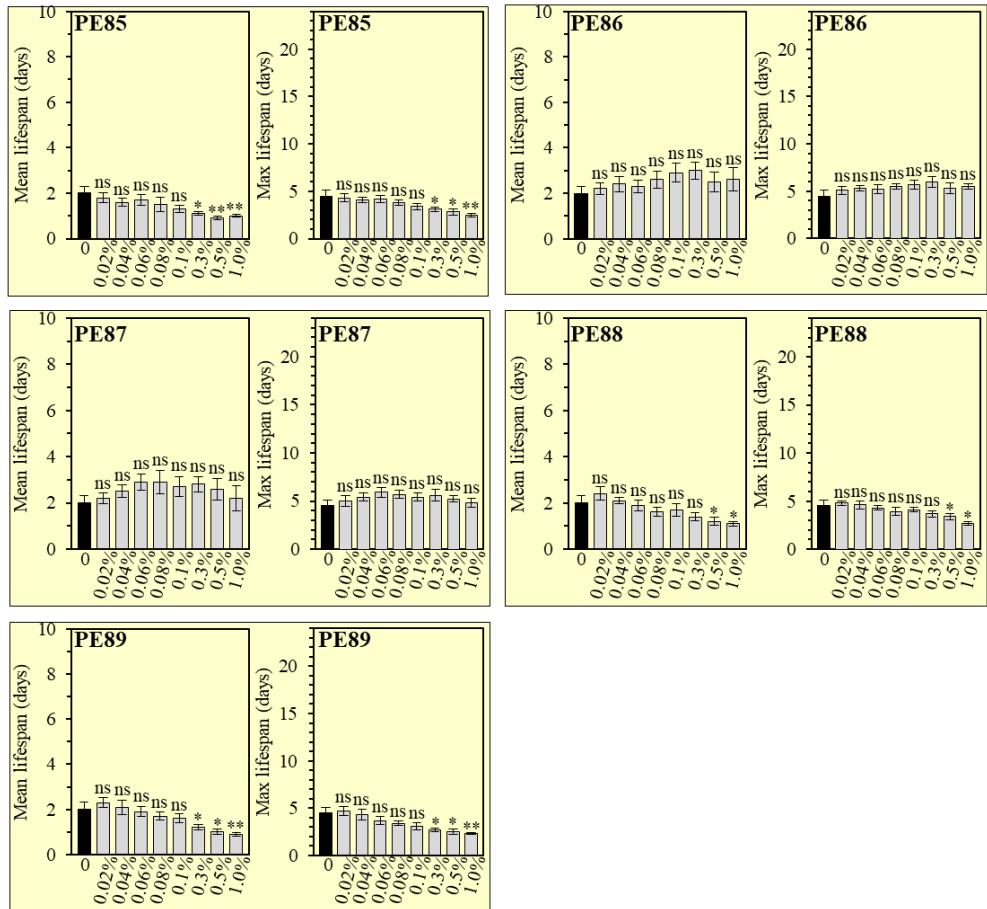 PE85
Mean lifespan (days)
10
8
6
4
2
0
ns ns ns ns ns * ** **
0 0.02% 0.04% 0.06% 0.08% 0.1% 0.3% 0.5% 1.0%
PE85
Max lifespan (days)
20
15
10
5
0
ns ns ns ns ns * * **
0 0.02% 0.04% 0.06% 0.08% 0.1% 0.3% 0.5% 1.0%
PE86
Mean lifespan (days)
10
8
6
4
2
0
ns ns ns ns ns ns ns ns
0 0.02% 0.04% 0.06% 0.08% 0.1% 0.3% 0.5% 1.0%
PE86
Max lifespan (days)
20
15
10
5
0
ns ns ns ns ns ns ns ns
0 0.02% 0.04% 0.06% 0.08% 0.1% 0.3% 0.5% 1.0%
PE87
Mean lifespan (days)
10
8
6
4
2
0
ns ns ns ns ns ns ns ns
0 0.02% 0.04% 0.06% 0.08% 0.1% 0.3% 0.5% 1.0%
PE87
Max lifespan (days)
20
15
10
5
0
ns ns ns ns ns ns ns ns
0 0.02% 0.04% 0.06% 0.08% 0.1% 0.3% 0.5% 1.0%
PE88
Mean lifespan (days)
10
8
6
4
2
0
ns ns ns ns ns ns * *
0 0.02% 0.04% 0.06% 0.08% 0.1% 0.3% 0.5% 1.0%
PE88
Max lifespan (days)
20
15
10
5
0
ns ns ns ns ns ns * *
0 0.02% 0.04% 0.06% 0.08% 0.1% 0.3% 0.5% 1.0%
PE89
Mean lifespan (days)
10
8
6
4
2
0
ns ns ns ns ns * * **
0 0.02% 0.04% 0.06% 0.08% 0.1% 0.3% 0.5% 1.0%
PE89
Max lifespan (days)
20
15
10
5
0
ns ns ns ns ns * * **
0 0.02% 0.04% 0.06% 0.08% 0.1% 0.3% 0.5% 1.0%